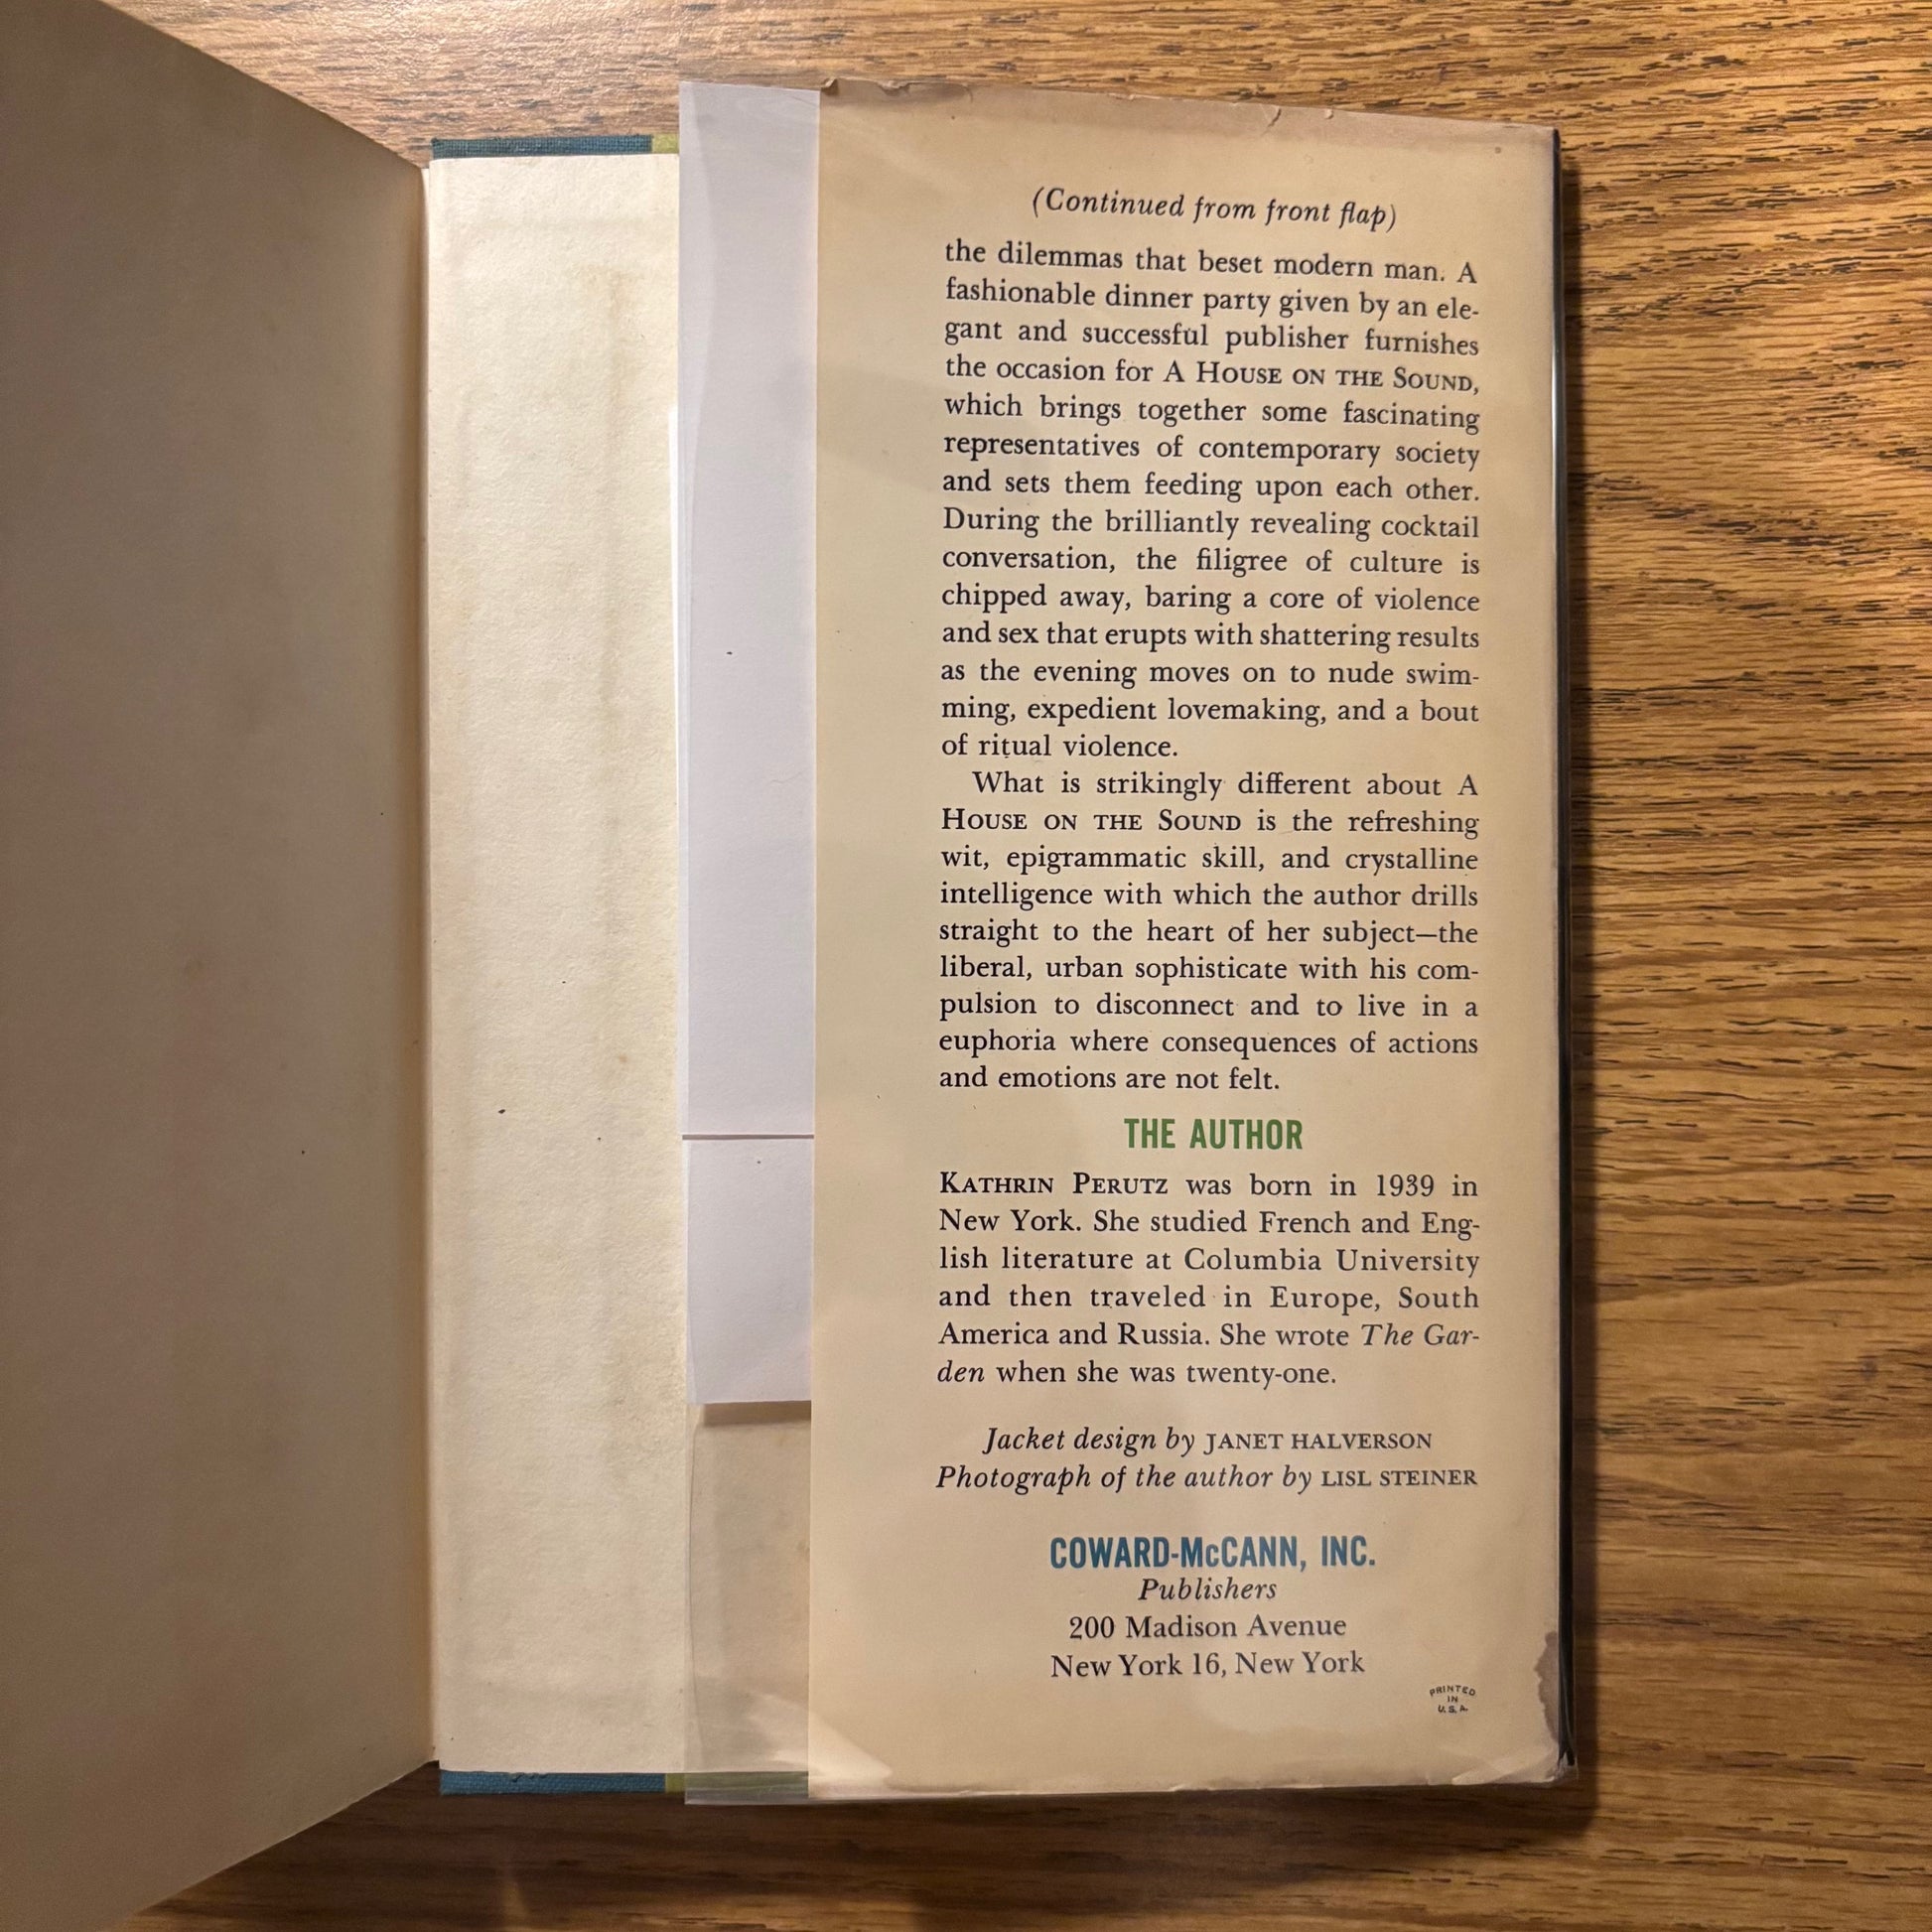 (Continued from front flap)
the dilemmas that beset modern man. A
fashionable dinner party given by an ele-
gant and successful publisher furnishes
the occasion for A HOUSE ON THE SOUND,
which brings together some fascinating
representatives of contemporary society
and sets them feeding upon each other.
During the brilliantly revealing cocktail
conversation, the filigree of culture is
chipped away, baring a core of violence
and sex that erupts with shattering results
as the evening moves on to nude swim-
ming, expedient lovemaking, and a bout
of ritual violence.
What is strikingly different about A
HOUSE ON THE SOUND is the refreshing
wit, epigrammatic skill, and crystalline
intelligence with which the author drills
straight to the heart of her subject—the
liberal, urban sophisticate with his com-
pulsion to disconnect and to live in a
euphoria where consequences of actions
and emotions are not felt.
THE AUTHOR
KATHRIN PERUTZ was born in 1939 in
New York. She studied French and Eng-
lish literature at Columbia University
and then traveled in Europe, South
America and Russia. She wrote The Gar-
den when she was twenty-one.
Jacket design by JANET HALVERSON
Photograph of the author by LISL STEINER
COWARD-McCANN, INC.
Publishers
200 Madison Avenue
New York 16, New York
PRINTED
IN
U.S.A.